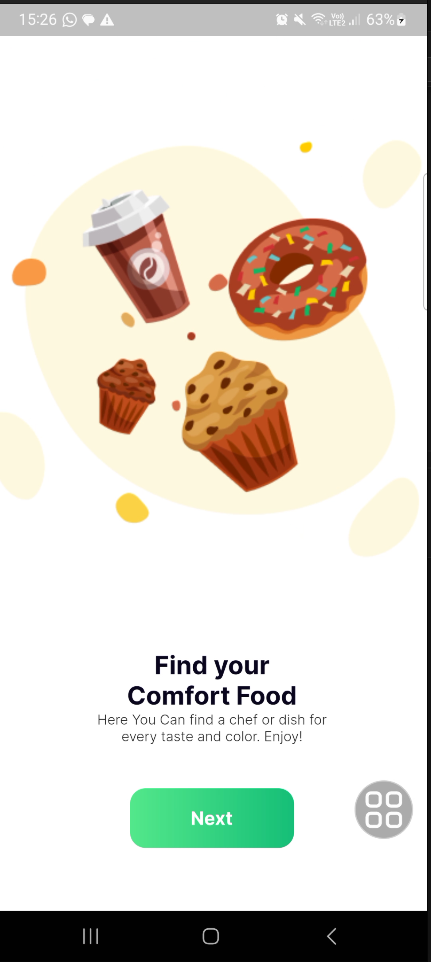 15:26 Vo) LTE2 63%
Find your
Comfort Food
Here You Can find a chef or dish for
every taste and color. Enjoy!
Next